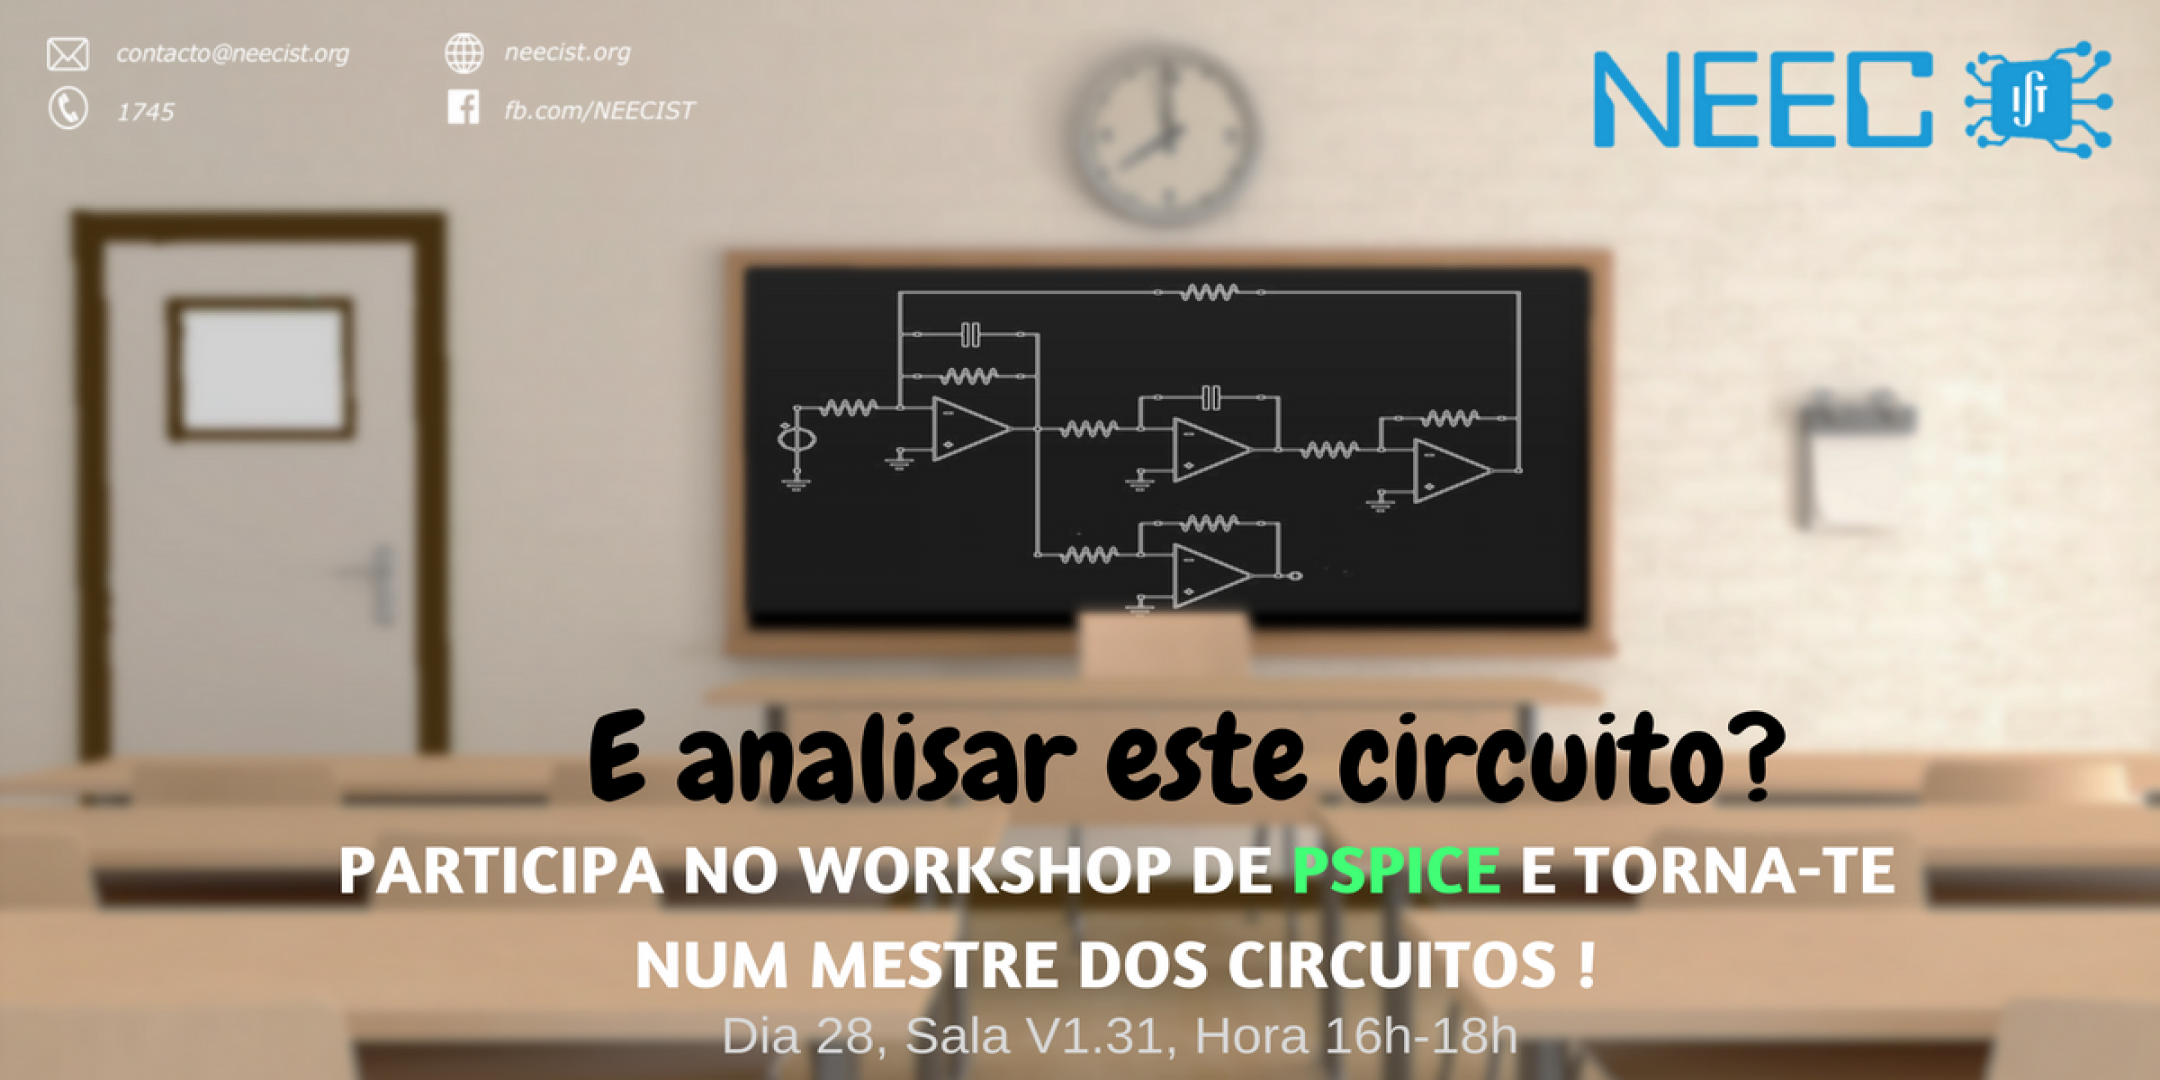 contacto@neecist.org
neecist.org
1745
fb.com/NEECIST
NEEC
IST
E analisar este circuito?
PARTICIPA NO WORKSHOP DE PSPICE E TORNA-TE
NUM MESTRE DOS CIRCUITOS !
Dia 28, Sala V1.31, Hora 16h-18h